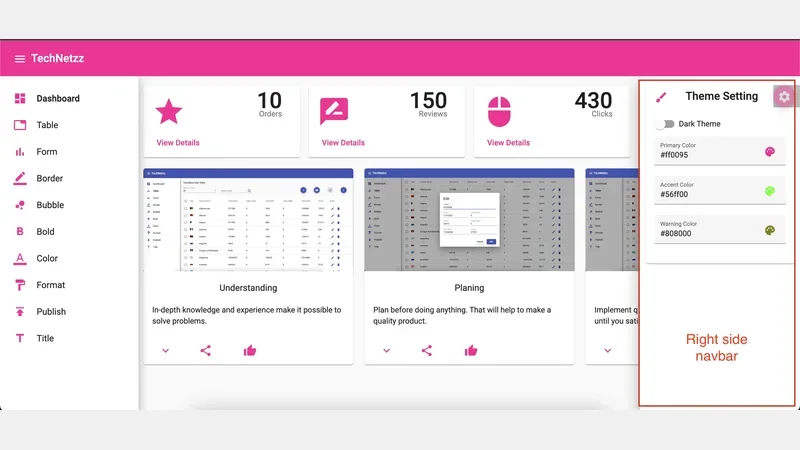 TechNetzz
Dashboard
Table
Form
Border
Bubble
Bold
Color
Format
Publish
Title
10
Orders
View Details
150
Reviews
View Details
430
Clicks
View Details
Understanding
In-depth knowledge and experience make it possible to
solve problems.
Planing
Plan before doing anything. That will help to make a
quality product.
Implement q
until you sati
Theme Setting
Dark Theme
Primary Color
#ff0095
Accent Color
#56ff00
Warning Color
#808000
Right side
navbar